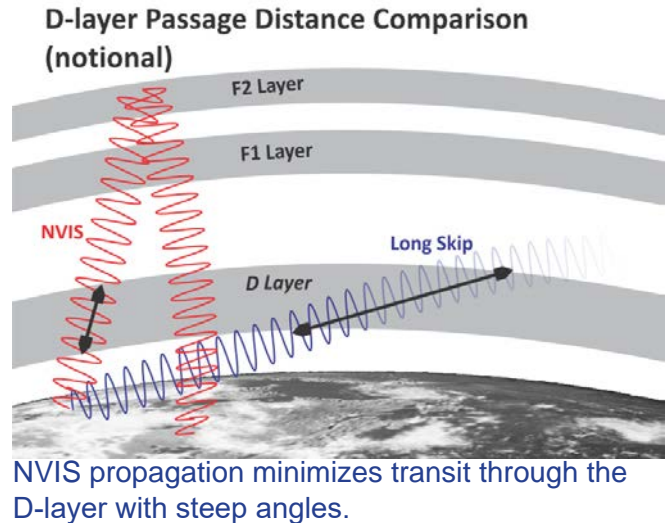 D-layer Passage Distance Comparison
(notional)
F2 Layer
F1 Layer
NVIS
Long Skip
D Layer
NVIS propagation minimizes transit through the
D-layer with steep angles.